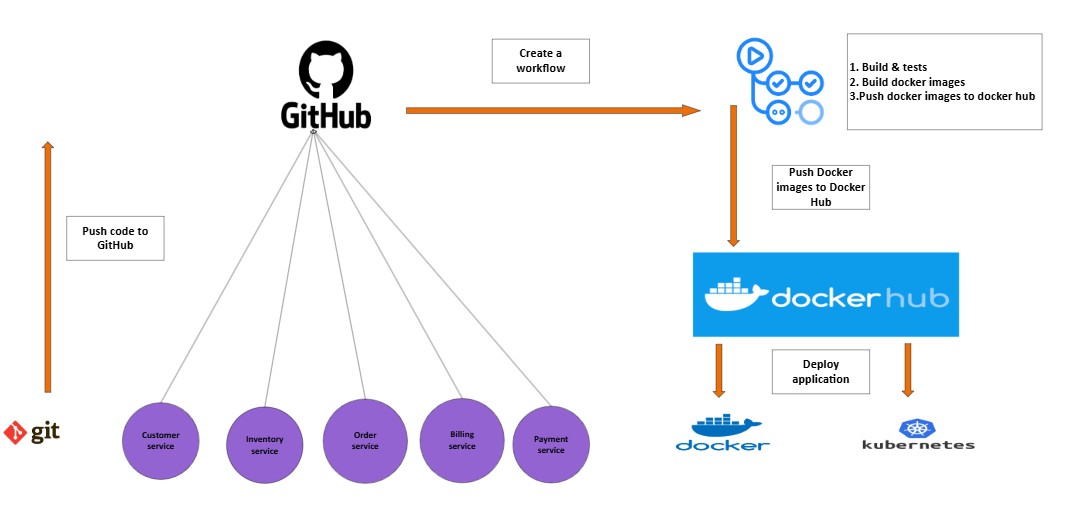 Create a
workflow
1. Build & tests
2. Build docker images
3.Push docker images to docker hub
GitHub
Push Docker
images to Docker
Hub
Push code to
GitHub
docker hub
Deploy
application
git
Customer
service
Inventory
service
Order
service
Billing
service
Payment
service
docker
kubernetes